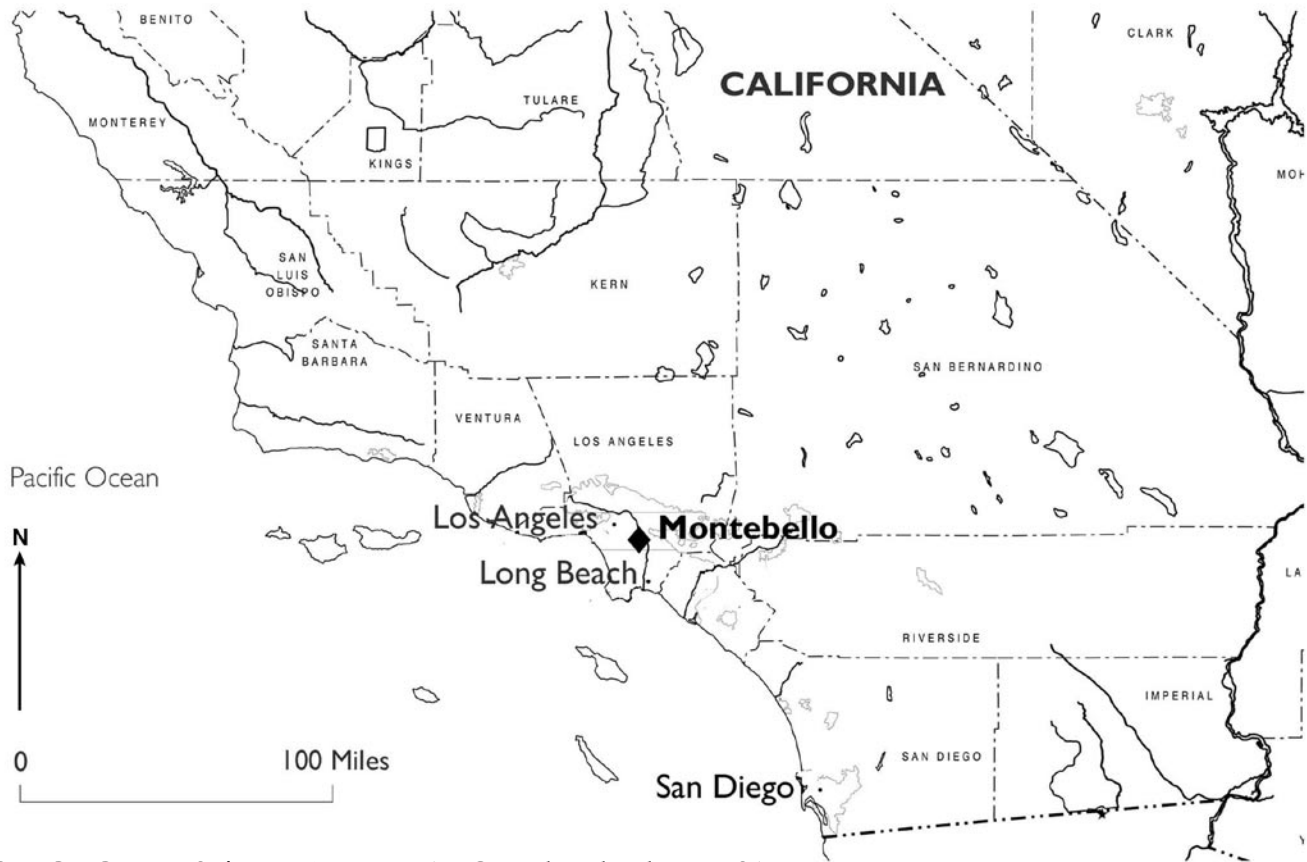 BENITO
CLARK
CALIFORNIA
TULARE
MONTEREY
KINGS
MOH
SAN
LUIS
OBISPO
KERN
SANTA
BARBARA
SAN BERNARDINO
VENTURA
LOS ANGELES
Pacific Ocean
Los Angeles
Montebello
N
Long Beach
LA
RIVERSIDE
IMPERIAL
0
100 Miles
SAN DIEGO
San Diego